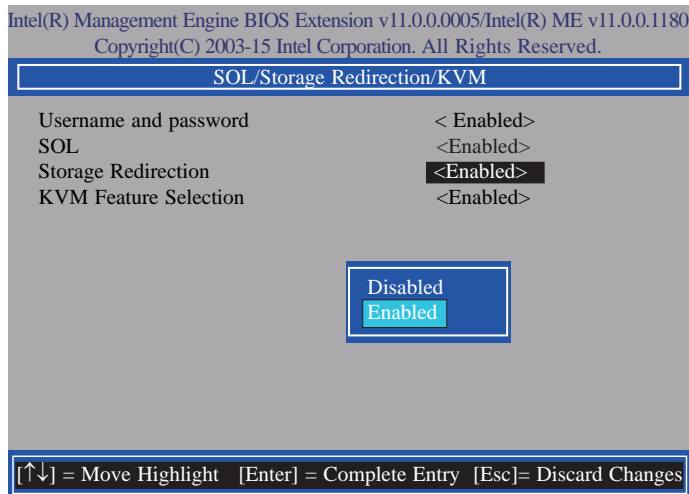 Intel(R) Management Engine BIOS Extension v11.0.0.0005/Intel(R) ME v11.0.0.1180
Copyright(C) 2003-15 Intel Corporation. All Rights Reserved.
SOL/Storage Redirection/KVM
Username and password < Enabled>
SOL <Enabled>
Storage Redirection <Enabled>
KVM Feature Selection <Enabled>
Disabled
Enabled
[↑↓] = Move Highlight [Enter] = Complete Entry [Esc]= Discard Changes